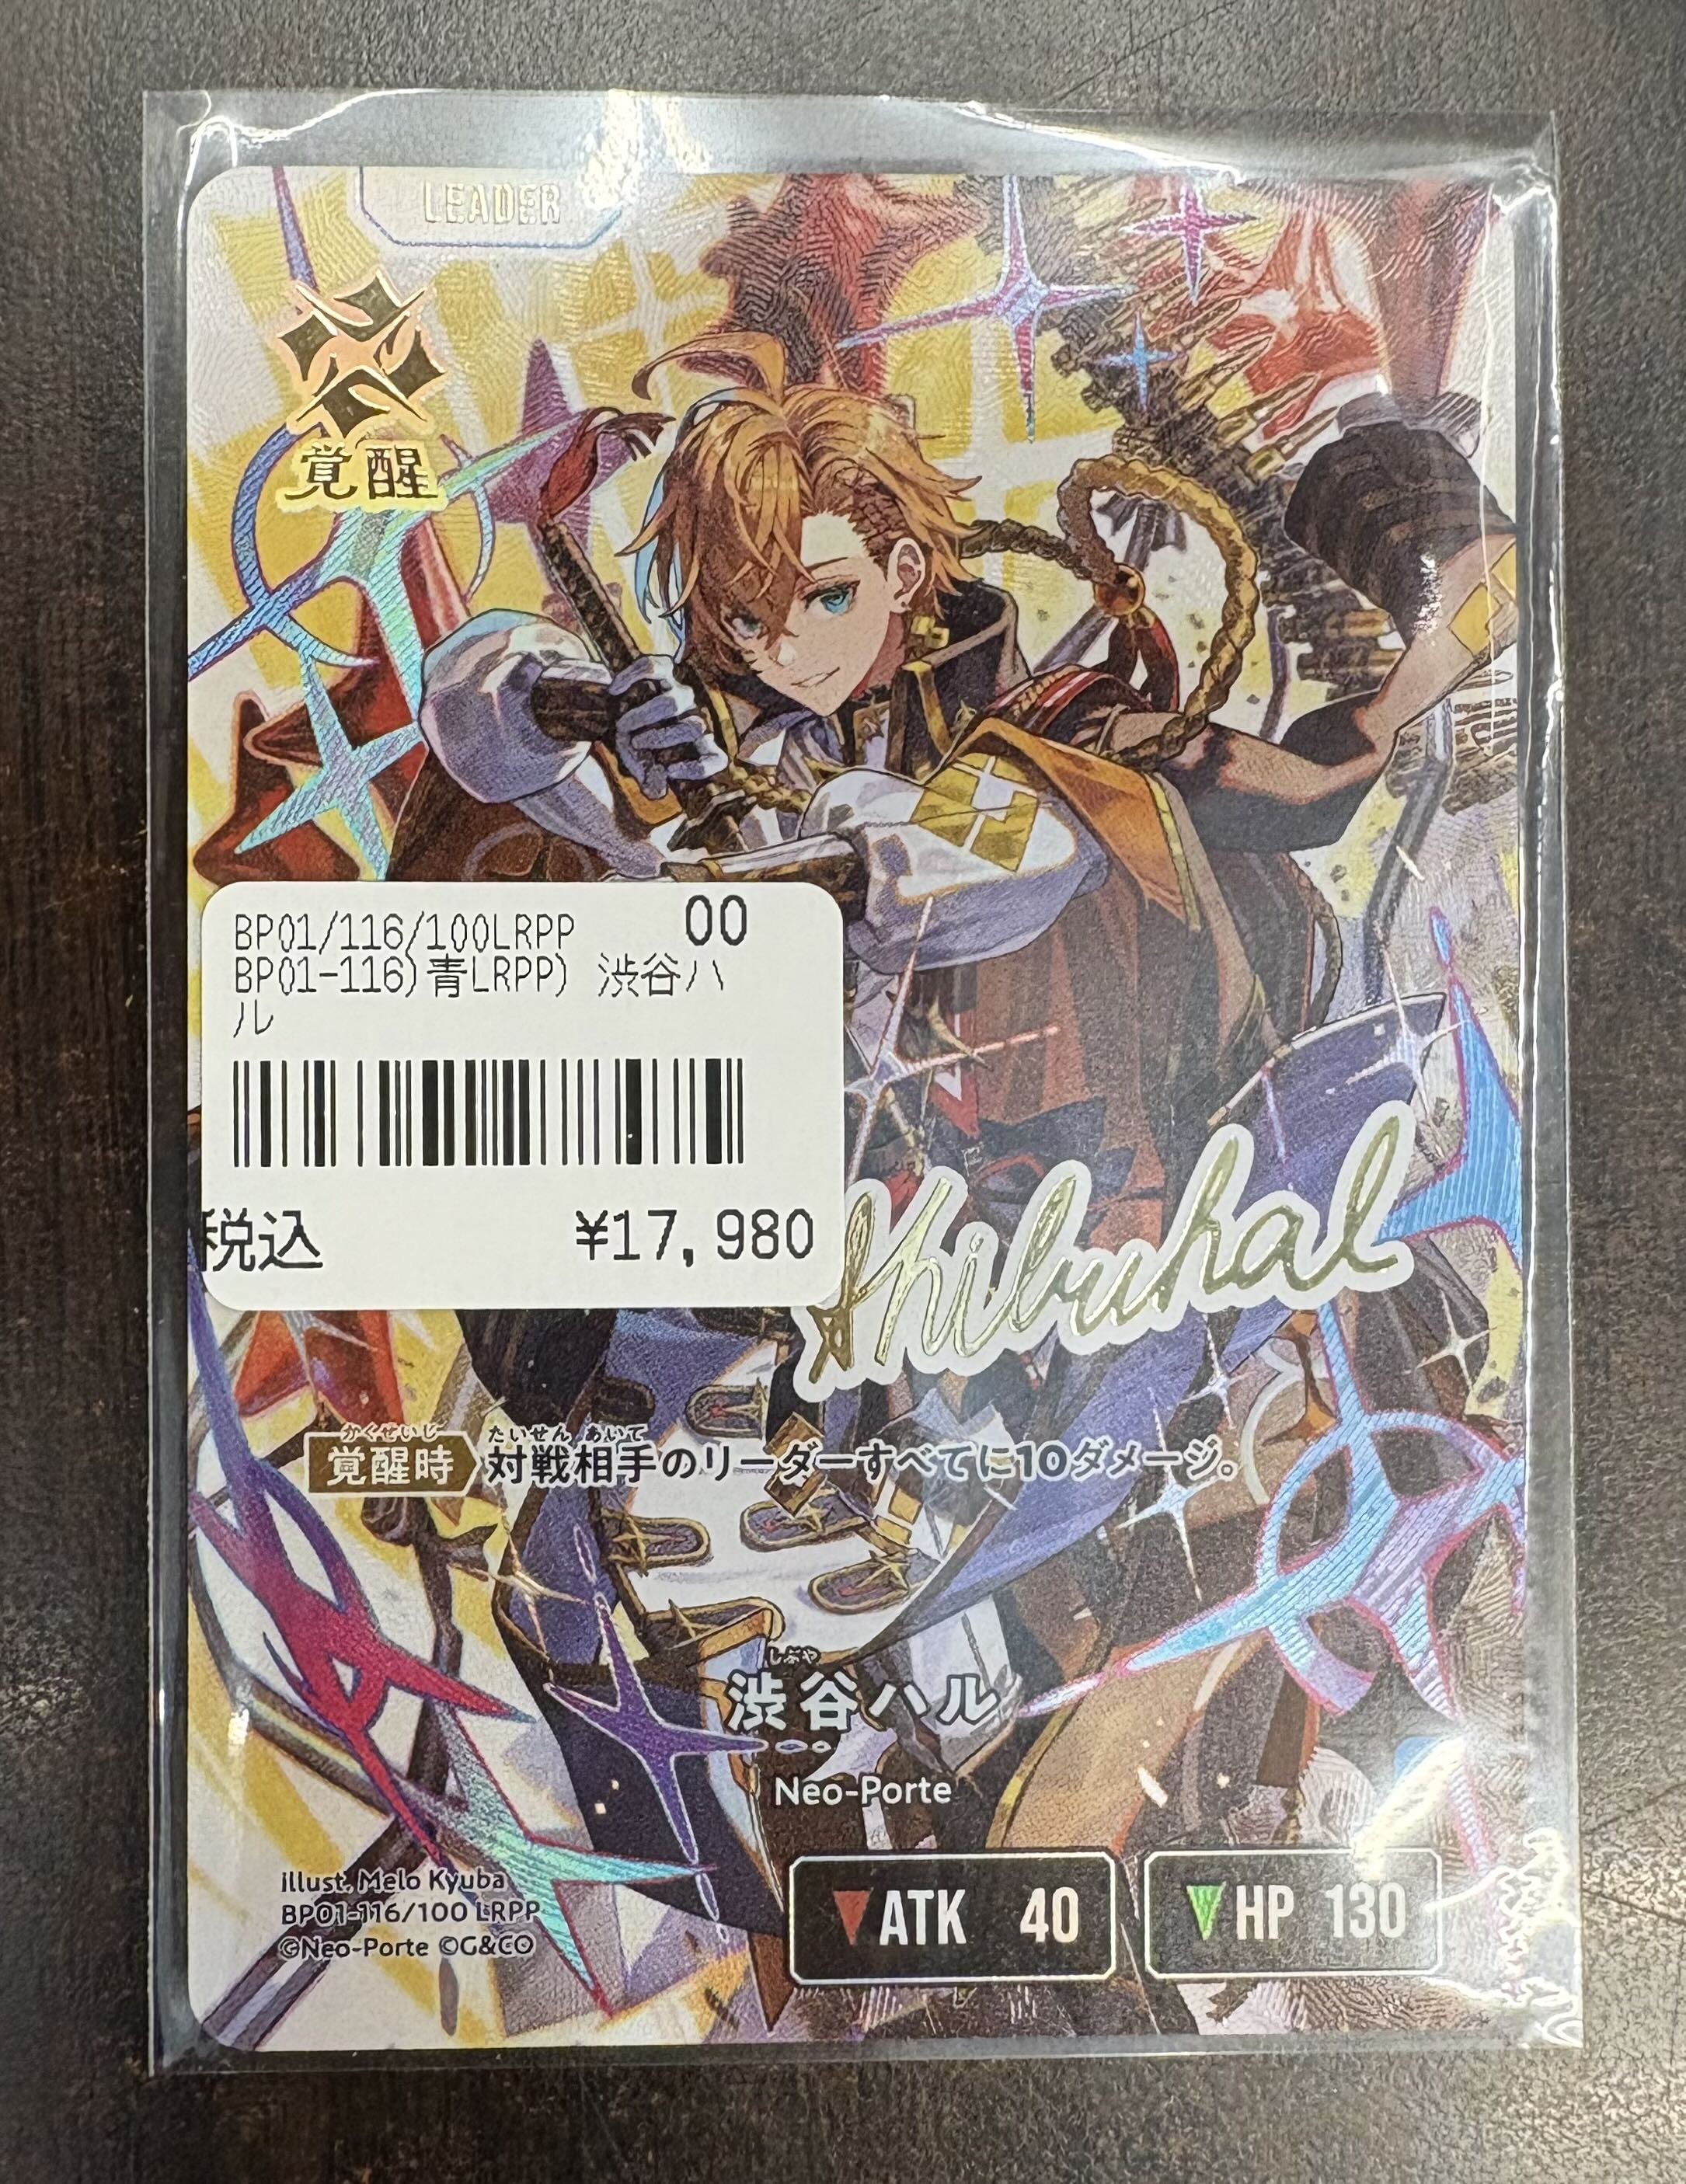 LEADER
覚醒
BP01/116/100LRPP 00
BP01-116)青LRPP) 渋谷ハ
ル
税込 ¥17,980
Shibuhal
かくせいじ たいせん あいて
覚醒時 対戦相手のリーダーすべてに10ダメージ。
しぶや
渋谷ハル
Neo-Porte
illust. Melo Kyuba
BP01-116/100 LRPP
©Neo-Porte ©G&CO
ATK 40 HP 130